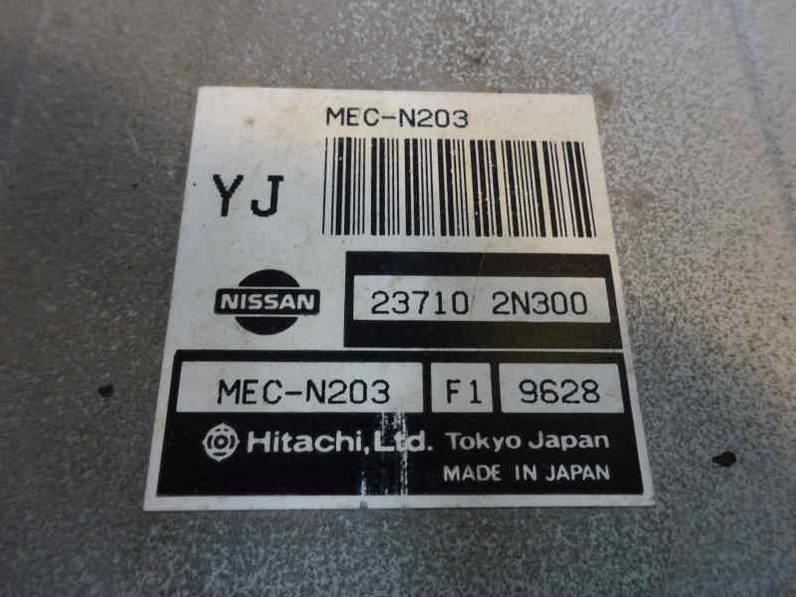 MEC-N203
YJ
NISSAN
23710 2N300
MEC-N203 F1 9628
Hitachi,Ltd. Tokyo Japan
MADE IN JAPAN